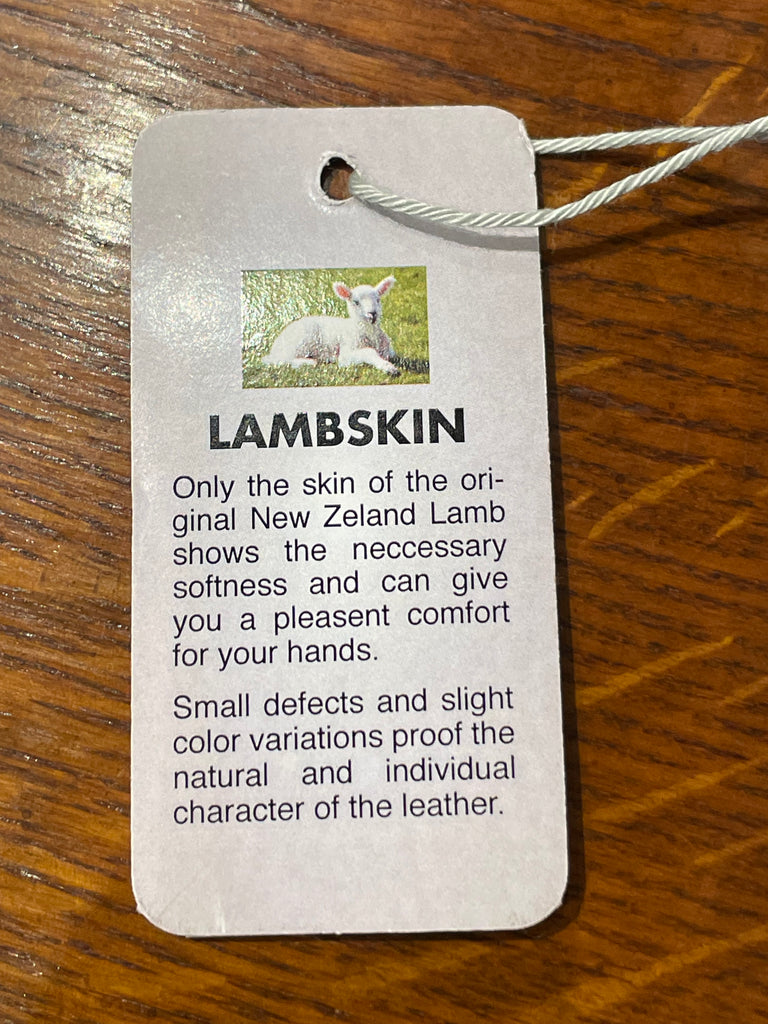 LAMBSKIN
Only the skin of the ori-
ginal New Zeland Lamb
shows the neccessary
softness and can give
you a pleasent comfort
for your hands.
Small defects and slight
color variations proof the
natural and individual
character of the leather.